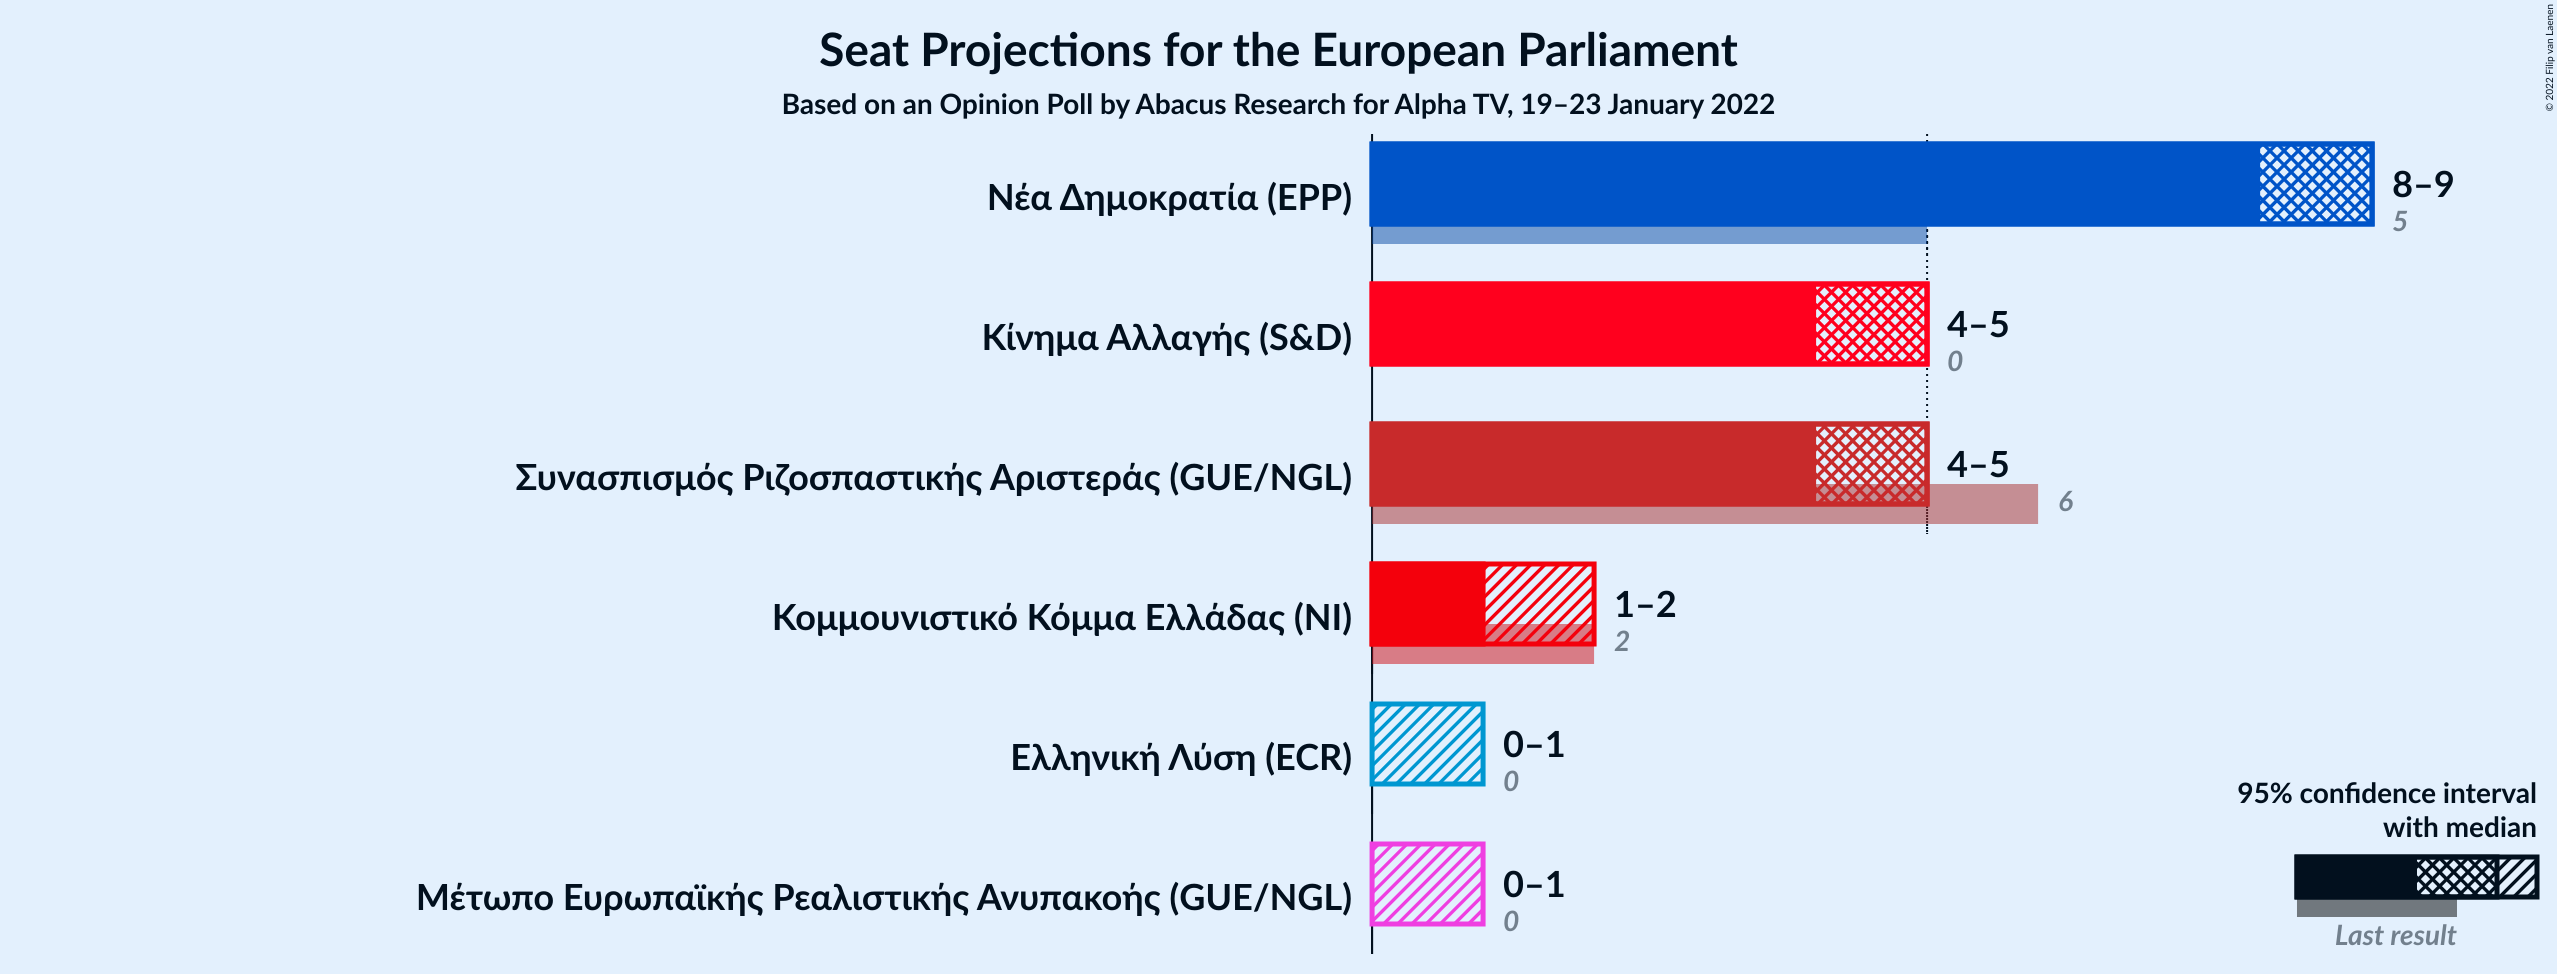 Seat Projections for the European Parliament
Based on an Opinion Poll by Abacus Research for Alpha TV, 19–23 January 2022
© 2022 Filip van Laenen
Νέα Δημοκρατία (EPP)
8–9
5
Κίνημα Αλλαγής (S&D)
4–5
0
Συνασπισμός Ριζοσπαστικής Αριστεράς (GUE/NGL)
4–5
6
Κομμουνιστικό Κόμμα Ελλάδας (NI)
1–2
2
Ελληνική Λύση (ECR)
0–1
0
Μέτωπο Ευρωπαϊκής Ρεαλιστικής Ανυπακοής (GUE/NGL)
0–1
0
95% confidence interval
with median
Last result